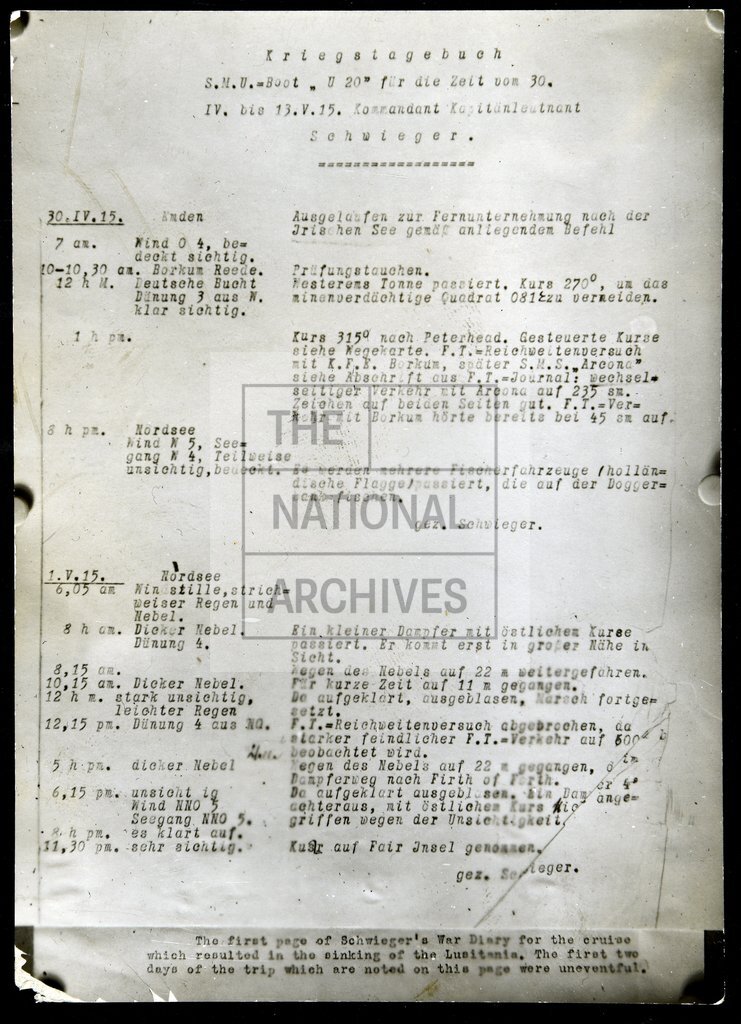 Kriegstagebuch
S.M.U.=Boot „ U 20" für die Zeit vom 30.
IV. bis 13.V.15. Kommandant Kapitänleutnant
Schwieger.
==================
30.IV.15. Emden Ausgelaufen zur Fernunternehmung nach der
Irischen See gemäß anliegendem Befehl
7 am. Wind O 4, be=
deckt sichtig.
10-10,30 am. Borkum Reede. Prüfungstauchen.
12 h M. Deutsche Bucht Westerems Tonne passiert. Kurs 270°, um das
Dünung 3 aus W. minenverdächtige Quadrat zu vermeiden.
klar sichtig.
1 h pm. Kurs 315° nach Peterhead. Gesteuerte Kurse
siehe Wegekarte. F.T.=Reichweitenversuch
mit K.F.E. Borkum, später S.M.S. „Arcona"
siehe Abschrift aus F.T.=Journal: wechsel=
seitiger Verkehr mit Arcona auf 235 sm.
Zeichen auf beiden Seiten gut. F.T.=Ver=
kehr mit Borkum hörte bereits bei 45 sm auf.
8 h pm. Nordsee
Wind N 5, See=
gang N 4, Teilweise
unsichtig, bedeckt. Es werden mehrere Fischerfahrzeuge (hollän=
dische Flagge) passiert, die auf der Dogger=
bank fischen.
gez. Schwieger.
THE
NATIONAL
ARCHIVES
1.V.15. Nordsee
6,05 am Windstille, strich=
weiser Regen und
Nebel.
8 h am. Dicker Nebel. Ein kleiner Dampfer mit östlichem Kurse
Dünung 4. passiert. Er kommt erst in großer Nähe in
Sicht.
8,15 am. Wegen des Nebels auf 22 m weitergefahren.
10,15 am. Dicker Nebel. Für kurze Zeit auf 11 m gegangen.
12 h m. stark unsichtig, Da aufgeklart, ausgeblasen, Marsch fortge=
leichter Regen setzt.
12,15 pm. Dünung 4 aus NO. F.T.=Reichweitenversuch abgebrochen, da
starker feindlicher F.T.=Verkehr auf 600
beobachtet wird.
5 h pm. dicker Nebel Wegen des Nebels auf 22 m gegangen,
Dampferweg nach Firth of Forth.
6,15 pm. unsichtig Da aufgeklart ausgeblasen. Ein
Wind NNO 5 achteraus, mit östlichem Kurs
Seegang NNO 5. griffen wegen der Unsichtigkeit
8 h pm. es klart auf.
11,30 pm. sehr sichtig. Kurs auf Fair Insel genommen.
gez. Schwieger.
The first page of Schwieger's War Diary for the cruise
which resulted in the sinking of the Lusitania. The first two
days of the trip which are noted on this page were uneventful.